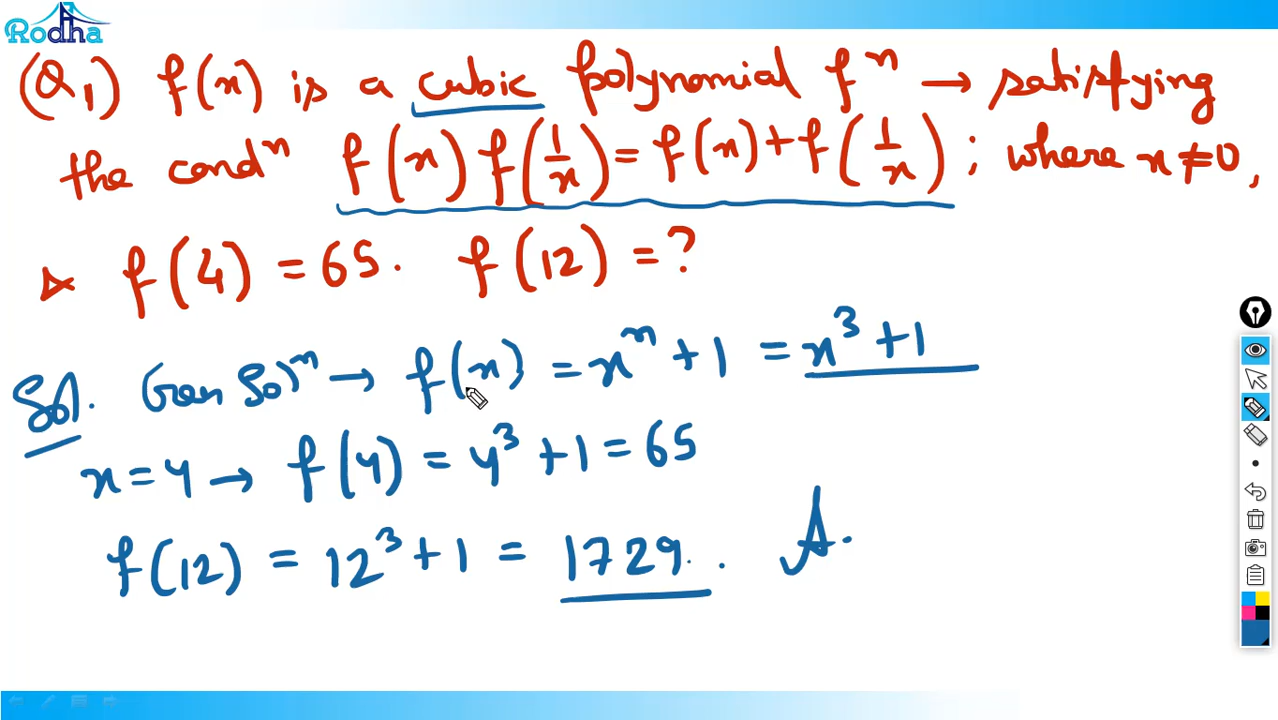 Rodha
(Q1) f(x) is a cubic polynomial fⁿ → satisfying
the condⁿ f(x) f(1/x) = f(x) + f(1/x) ; where x ≠ 0,
& f(4) = 65. f(12) = ?
Sol. Gen Solⁿ → f(x) = xⁿ + 1 = x³ + 1
x = 4 → f(4) = 4³ + 1 = 65
f(12) = 12³ + 1 = 1729. A.